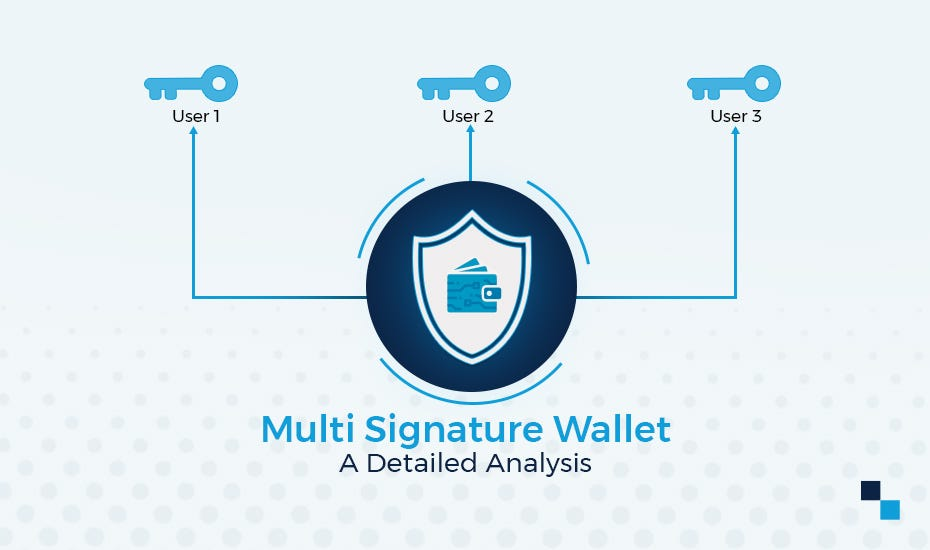 User 1
User 2
User 3
Multi Signature Wallet
A Detailed Analysis